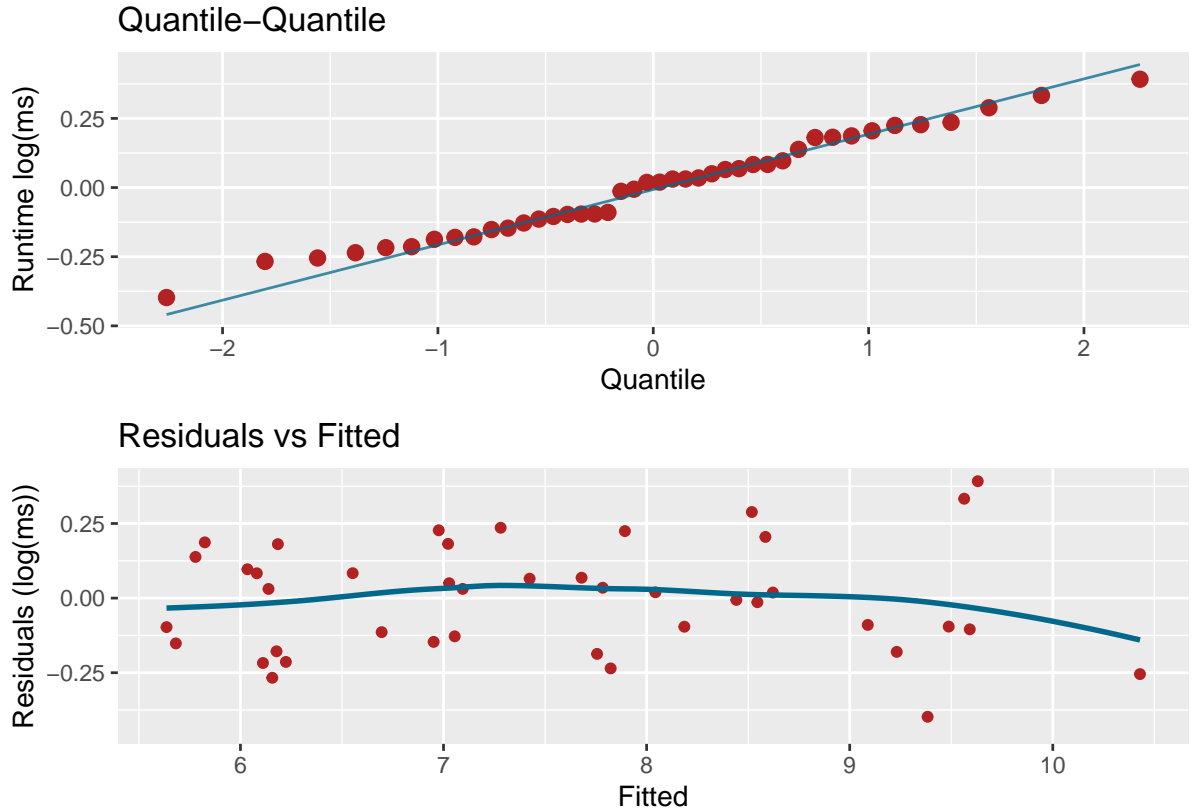 Quantile−Quantile
Runtime log(ms)
0.25
0.00
−0.25
−0.50
−2 −1 0 1 2
Quantile
Residuals vs Fitted
Residuals (log(ms))
0.25
0.00
−0.25
6 7 8 9 10
Fitted